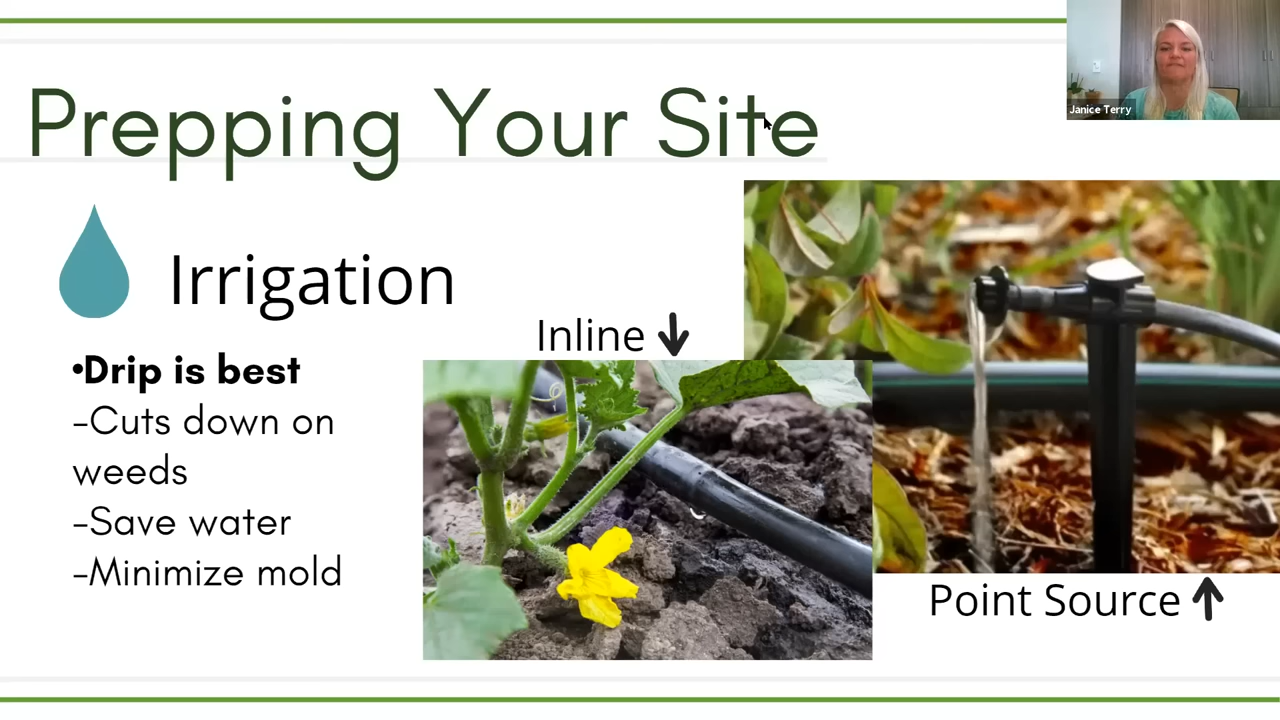 Prepping Your Site
Janice Terry
Irrigation
Inline ↓
•Drip is best
-Cuts down on
weeds
-Save water
-Minimize mold
Point Source ↑